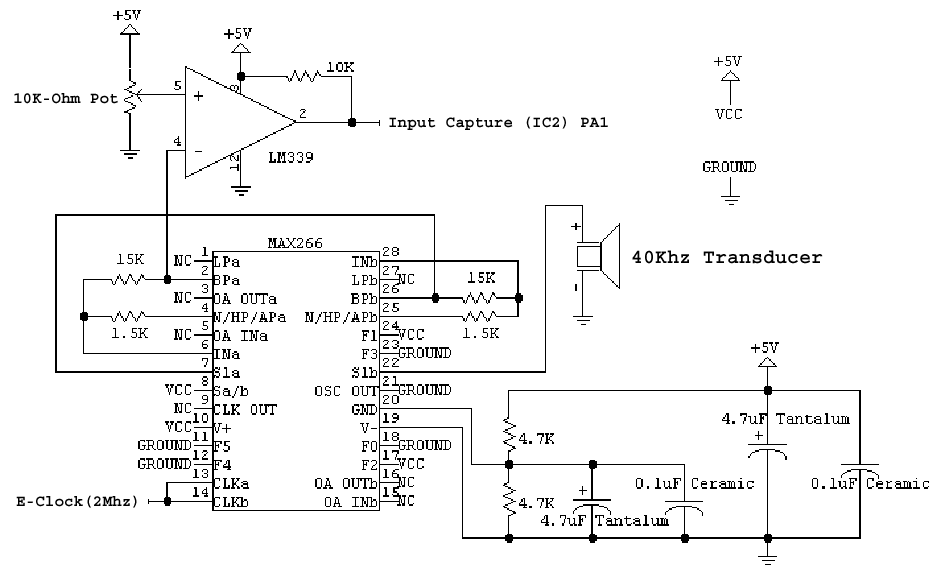 +5V
+5V
10K
+5V
5
10K-Ohm Pot
+
3
2
Input Capture (IC2) PA1
VCC
4
-
12
LM339
GROUND
MAX266
1
28
NC
LPa
INb
15K
2
27
BPa
LPb
NC
15K
+
40Khz Transducer
-
3
26
NC
OA OUTa
BPb
4
25
N/HP/APa
N/HP/APb
1.5K
1.5K
5
24
NC
OA INa
F1
VCC
6
23
INa
F3
GROUND
7
22
S1a
S1b
8
21
VCC
Sa/b
OSC OUT
GROUND
9
20
NC
CLK OUT
GND
10
19
VCC
V+
V-
11
18
GROUND
F5
F0
GROUND
12
17
GROUND
F4
F2
VCC
13
16
CLKa
OA OUTb
NC
14
15
E-Clock(2Mhz)
CLKb
OA INb
NC
+5V
4.7uF Tantalum
+
4.7K
0.1uF Ceramic
0.1uF Ceramic
+
4.7K
4.7uF Tantalum